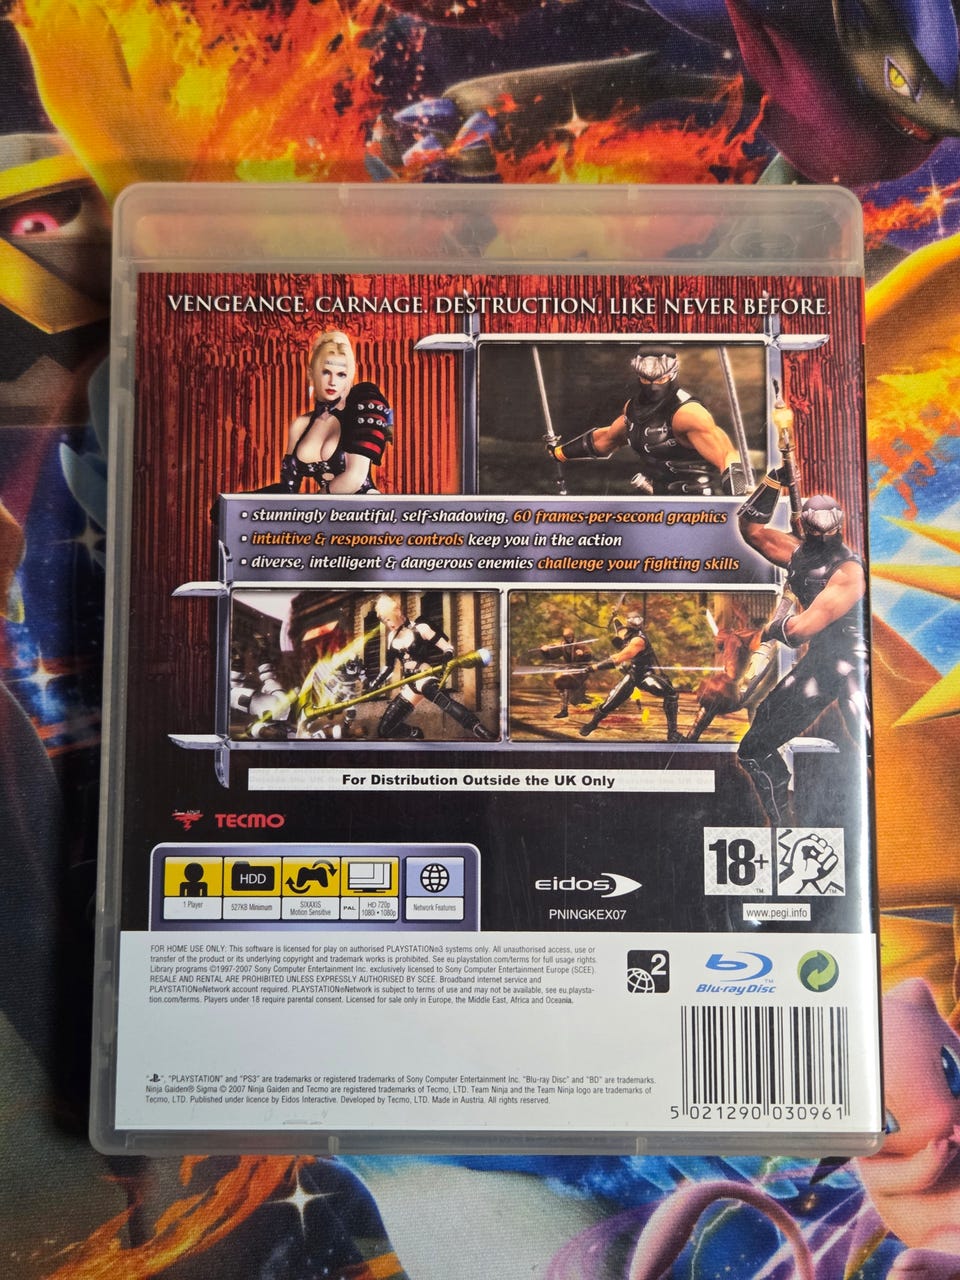 VENGEANCE. CARNAGE. DESTRUCTION. LIKE NEVER BEFORE.
• stunningly beautiful, self-shadowing, 60 frames-per-second graphics
• intuitive & responsive controls keep you in the action
• diverse, intelligent & dangerous enemies challenge your fighting skills
For Distribution Outside the UK Only
TECMO
18+
TM
TM
HDD
1 Player
527KB Minimum
SIXAXIS
Motion Sensitive
PAL
HD 720p
1080i • 1080p
Network Features
eidos.
PNINGKEX07
www.pegi.info
FOR HOME USE ONLY: This software is licensed for play on authorised PLAYSTATION®3 systems only. All unauthorised access, use or
transfer of the product or its underlying copyright and trademark works is prohibited. See eu.playstation.com/terms for full usage rights.
Library programs ©1997-2007 Sony Computer Entertainment Inc. exclusively licensed to Sony Computer Entertainment Europe (SCEE).
RESALE AND RENTAL ARE PROHIBITED UNLESS EXPRESSLY AUTHORISED BY SCEE. Broadband internet service and
PLAYSTATION®Network account required. PLAYSTATION®Network is subject to terms of use and may not be available, see eu.playsta-
tion.com/terms. Players under 18 require parental consent. Licensed for sale only in Europe, the Middle East, Africa and Oceania.
2
Blu-ray Disc
TM
"PS", "PLAYSTATION" and "PS3" are trademarks or registered trademarks of Sony Computer Entertainment Inc. "Blu-ray Disc" and "BD" are trademarks.
Ninja Gaiden® Sigma © 2007 Ninja Gaiden and Tecmo are registered trademarks of Tecmo, LTD. Team Ninja and the Team Ninja logo are trademarks of
Tecmo, LTD. Published under licence by Eidos Interactive. Developed by Tecmo, LTD. Made in Austria. All rights reserved.
5 021290 030961